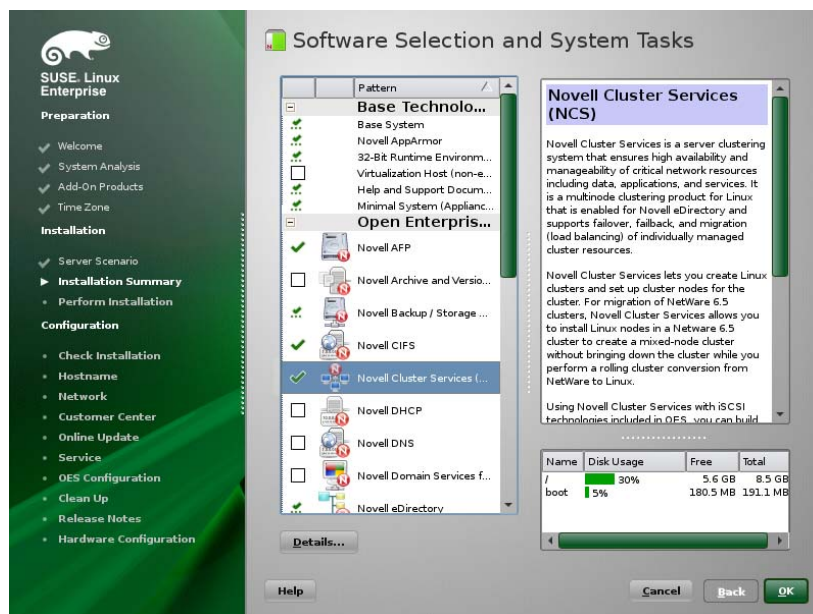 SUSE. Linux
Enterprise
Preparation
Welcome
System Analysis
Add-On Products
Time Zone
Installation
Server Scenario
Installation Summary
Perform Installation
Configuration
Check Installation
Hostname
Network
Customer Center
Online Update
Service
OES Configuration
Clean Up
Release Notes
Hardware Configuration
Software Selection and System Tasks
Pattern
Base Technolo...
Base System
Novell AppArmor
32-Bit Runtime Environm...
Virtualization Host (non-e...
Help and Support Docum...
Minimal System (Applianc...
Open Enterpris...
Novell AFP
Novell Archive and Versio...
Novell Backup / Storage ...
Novell CIFS
Novell Cluster Services (...
Novell DHCP
Novell DNS
Novell Domain Services f...
Novell eDirectory
Details...
Novell Cluster Services
(NCS)
Novell Cluster Services is a server clustering
system that ensures high availability and
manageability of critical network resources
including data, applications, and services. It
is a multinode clustering product for Linux
that is enabled for Novell eDirectory and
supports failover, failback, and migration
(load balancing) of individually managed
cluster resources.
Novell Cluster Services lets you create Linux
clusters and set up cluster nodes for the
cluster. For migration of NetWare 6.5
clusters, Novell Cluster Services allows you
to install Linux nodes in a Netware 6.5
cluster to create a mixed-node cluster
without bringing down the cluster while you
perform a rolling cluster conversion from
NetWare to Linux.
Using Novell Cluster Services with iSCSI
technologies included in OES, you can build
Name Disk Usage Free Total
/ 30% 5.6 GB 8.5 GB
boot 5% 180.5 MB 191.1 MB
Help
Cancel
Back
OK